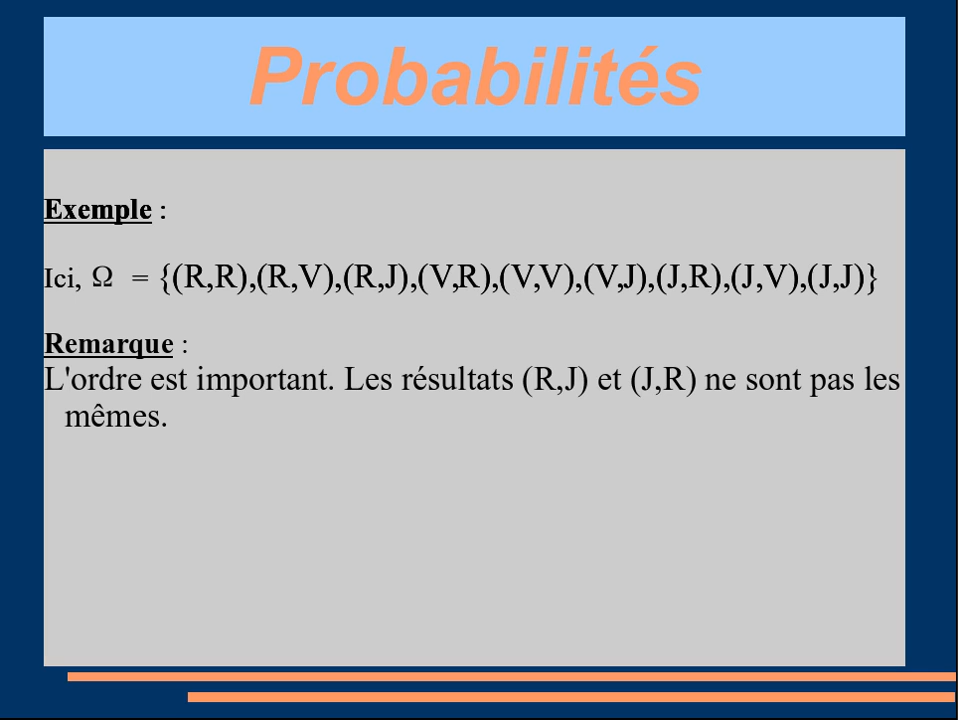 Probabilités
Exemple :
Ici, Ω = {(R,R),(R,V),(R,J),(V,R),(V,V),(V,J),(J,R),(J,V),(J,J)}
Remarque :
L'ordre est important. Les résultats (R,J) et (J,R) ne sont pas les
mêmes.